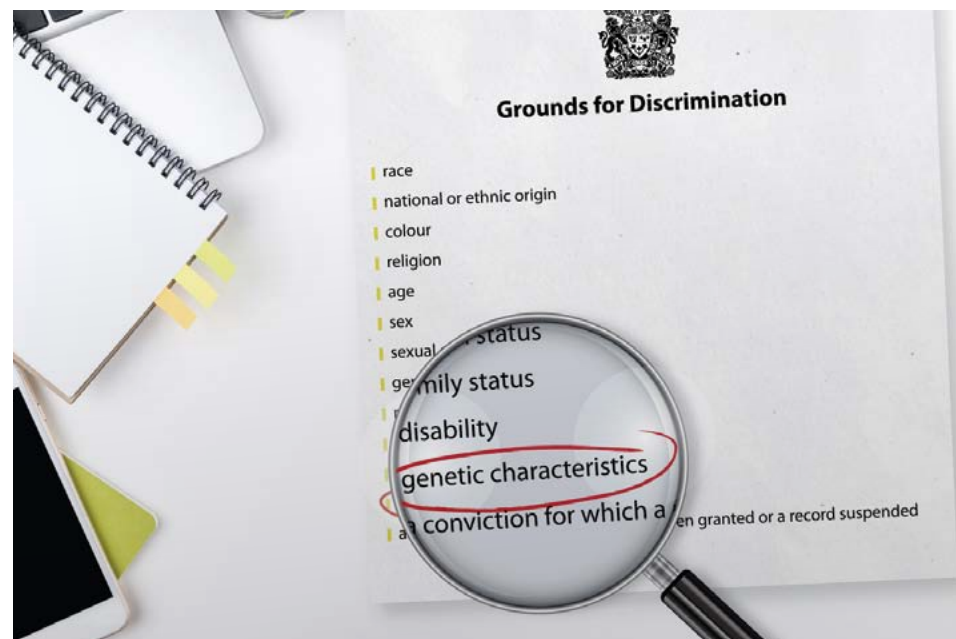 Grounds for Discrimination
race
national or ethnic origin
colour
religion
age
sex
sexual status
mily status
disability
genetic characteristics
a conviction for which a en granted or a record suspended